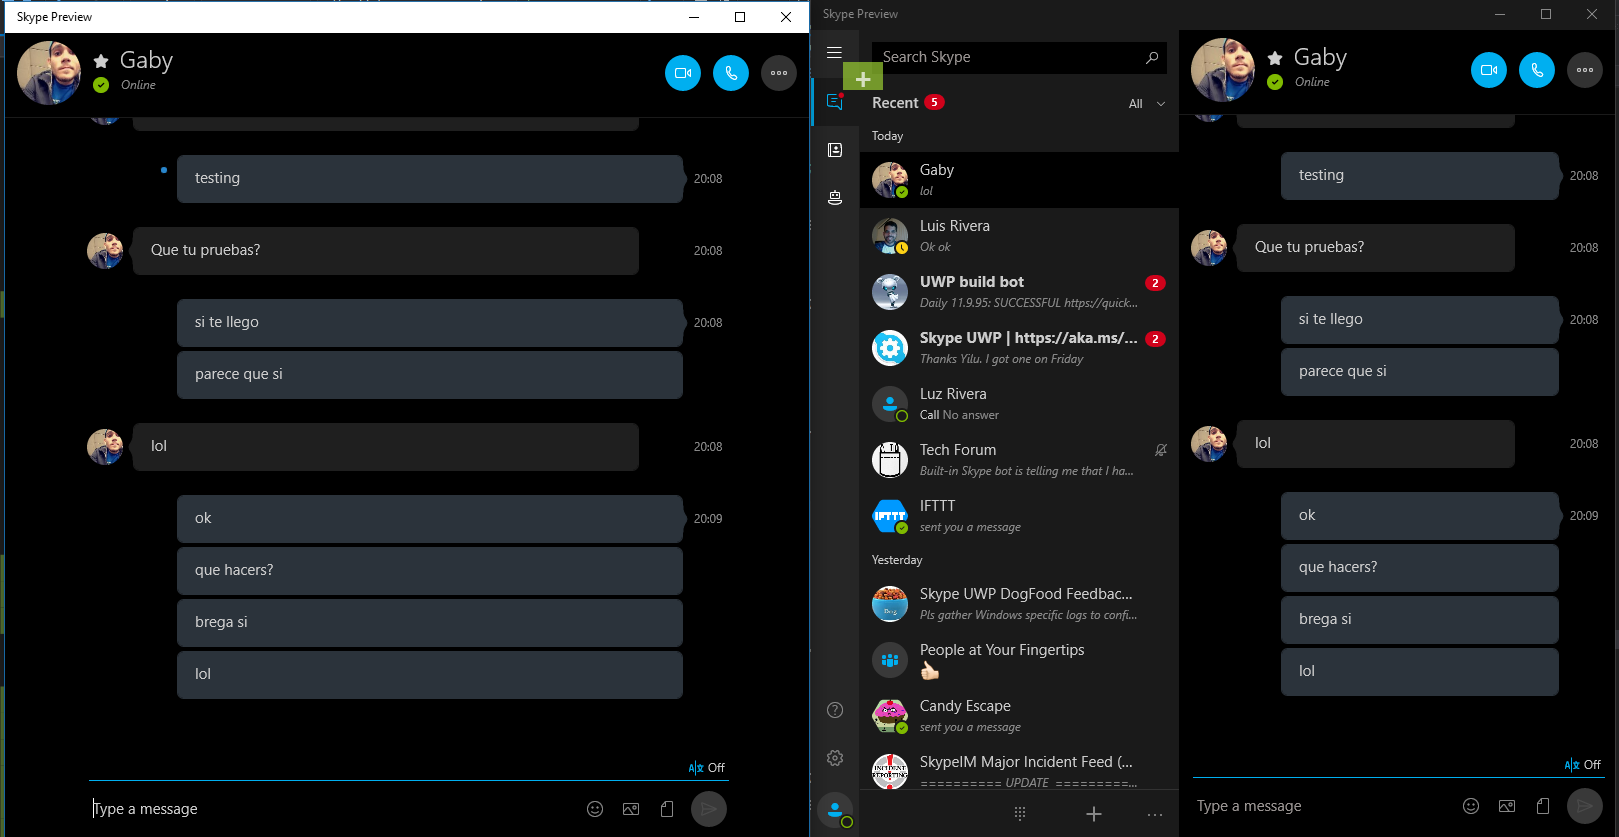 Skype Preview
Gaby
Online
testing
20:08
Que tu pruebas?
20:08
si te llego
20:08
parece que si
lol
20:08
ok
20:09
que hacers?
brega si
lol
Off
Type a message
Skype Preview
Search Skype
Recent 5
All
Today
Gaby
lol
Luis Rivera
Ok ok
UWP build bot
2
Daily 11.9.95: SUCCESSFUL https://quick...
Skype UWP | https://aka.ms/...
2
Thanks Yilu. I got one on Friday
Luz Rivera
Call No answer
Tech Forum
Built-in Skype bot is telling me that I ha...
IFTTT
IFTTT
sent you a message
Yesterday
Skype UWP DogFood Feedbac...
Pls gather Windows specific logs to confi...
People at Your Fingertips
Candy Escape
sent you a message
INCIDENT
REPORTING
SkypeIM Major Incident Feed (...
========== UPDATE =========...
Gaby
Online
testing
20:08
Que tu pruebas?
20:08
si te llego
20:08
parece que si
lol
20:08
ok
20:09
que hacers?
brega si
lol
Off
Type a message